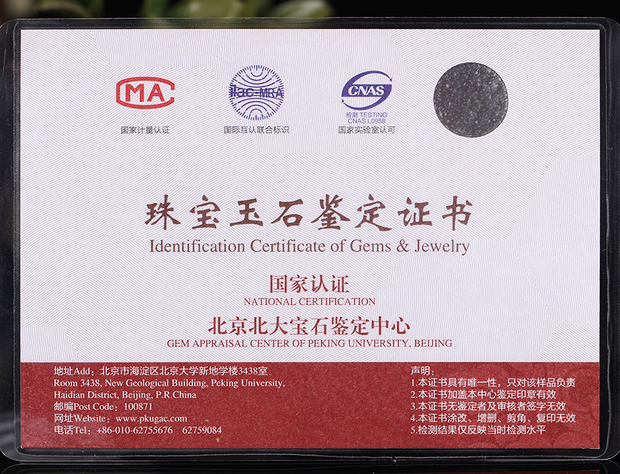 MA
ilac-MRA
CNAS
检测 TESTING
CNAS L0958
国家计量认证
国际互认联合标识
国家实验室认可
珠宝玉石鉴定证书
Identification Certificate of Gems & Jewelry
国家认证
NATIONAL CERTIFICATION
北京北大宝石鉴定中心
GEM APPRAISAL CENTER OF PEKING UNIVERSITY, BEIJING
地址Add: 北京市海淀区北京大学新地学楼3438室
Room 3438, New Geological Building, Peking University,
Haidian District, Beijing, P.R.China
邮编Post Code: 100871
网址Website: www.pkugac.com
电话Tel: +86-010-62755676 62759084
声明:
1.本证书具有唯一性，只对该样品负责
2.本证书加盖本中心鉴定印章有效
3.本证书无鉴定者及审核者签字无效
4.本证书涂改、增删、剪角、复印无效
5.检测结果仅反映当时检测水平